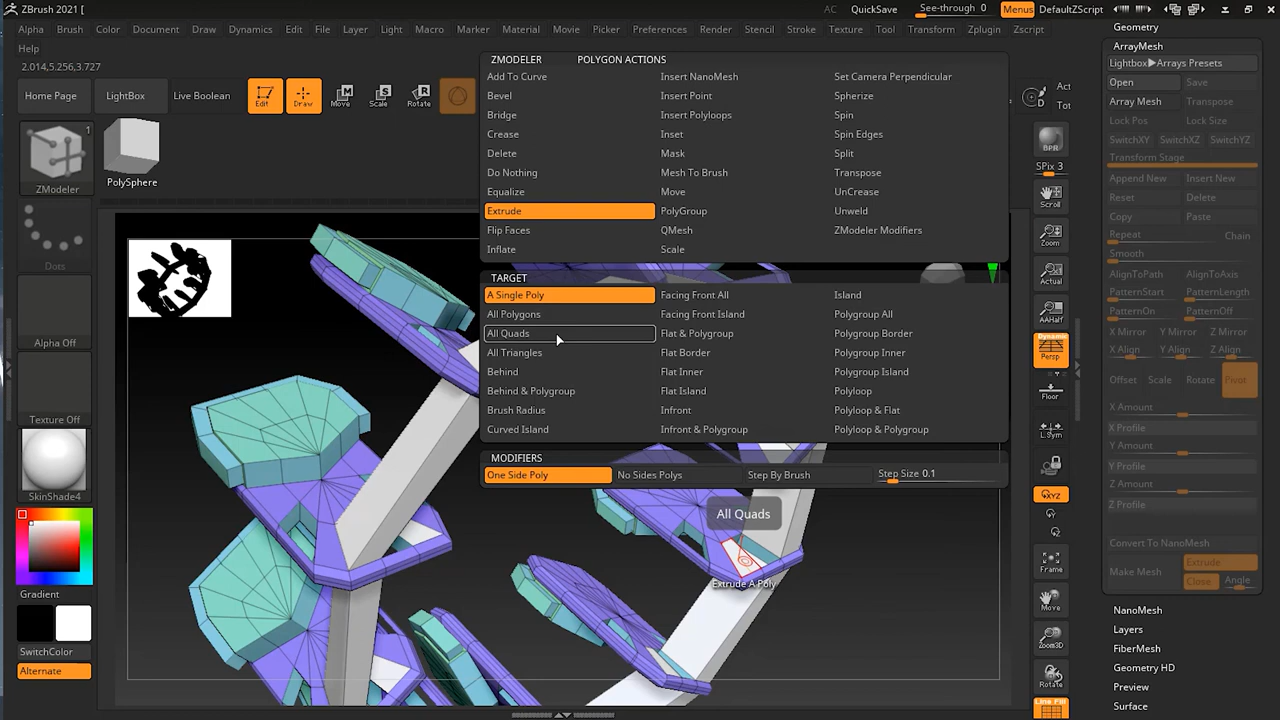 ZBrush 2021 [
AC QuickSave See-through 0 Menus DefaultZScript
Alpha Brush Color Document Draw Dynamics Edit File Layer Light Macro Marker Material Movie Picker Preferences Render Stencil Stroke Texture Tool Transform Zplugin Zscript
Help
2.014,5.256,3.727
Home Page
LightBox
Live Boolean
Edit
Draw
Move
Scale
Rotate
ZModeler
1
PolySphere
Dots
Alpha Off
Texture Off
SkinShade4
Gradient
SwitchColor
Alternate
ZMODELER POLYGON ACTIONS
Add To Curve Insert NanoMesh Set Camera Perpendicular
Bevel Insert Point Spherize
Bridge Insert Polyloops Spin
Crease Inset Spin Edges
Delete Mask Split
Do Nothing Mesh To Brush Transpose
Equalize Move UnCrease
Extrude PolyGroup Unweld
Flip Faces QMesh ZModeler Modifiers
Inflate Scale
TARGET
A Single Poly Facing Front All Island
All Polygons Facing Front Island Polygroup All
All Quads Flat & Polygroup Polygroup Border
All Triangles Flat Border Polygroup Inner
Behind Flat Inner Polygroup Island
Behind & Polygroup Flat Island Polyloop
Brush Radius Infront Polyloop & Flat
Curved Island Infront & Polygroup Polyloop & Polygroup
MODIFIERS
One Side Poly No Sides Polys Step By Brush Step Size 0.1
All Quads
Extrude A Poly
D
Act
Tot
BPR
SPix 3
Scroll
Zoom
Actual
AAHalf
Dynamic
Persp
Floor
L.Sym
XYZ
Frame
Move
Zoom3D
Rotate
Line Fill
Geometry
ArrayMesh
Lightbox▶Arrays Presets
Open Save
Array Mesh Transpose
Lock Pos Lock Size
SwitchXY SwitchXZ SwitchYZ
Transform Stage
Append New Insert New
Reset Delete
Copy Paste
Repeat Chain
Smooth
AlignToPath AlignToAxis
PatternStart PatternLength
PatternOn PatternOff
X Mirror Y Mirror Z Mirror
X Align Y Align Z Align
Offset Scale Rotate Pivot
X Amount
X Profile
Y Amount
Y Profile
Z Amount
Z Profile
Convert To NanoMesh
Make Mesh Extrude
Close Angle
NanoMesh
Layers
FiberMesh
Geometry HD
Preview
Surface